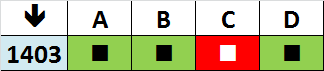 🡻 A B C D
1403 ■ ■ ■ ■